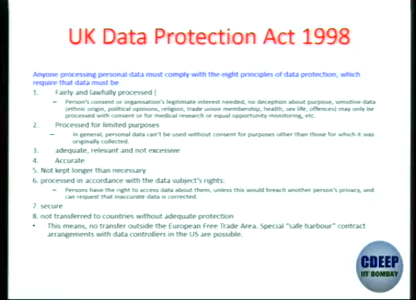 UK Data Protection Act 1998
Anyone processing personal data must comply with the eight principles of data protection, which
require that data must be
1. Fairly and lawfully processed [
– Person's consent or organisation's legitimate interest needed, no deception about purpose, sensitive data
(ethnic origin, political opinions, religion, trade union membership, health, sex life, offences) may only be
processed with consent or for medical research or equal opportunity monitoring, etc.
2. Processed for limited purposes
– In general, personal data can't be used without consent for purposes other than those for which it was
originally collected.
3. adequate, relevant and not excessive
4. Accurate
5. Not kept longer than necessary
6. processed in accordance with the data subject's rights:
– Persons have the right to access data about them, unless this would breach another person's privacy, and
can request that inaccurate data is corrected.
7. secure
8. not transferred to countries without adequate protection
• This means, no transfer outside the European Free Trade Area. Special "safe harbour" contract
arrangements with data controllers in the US are possible.
CDEEP
IIT BOMBAY